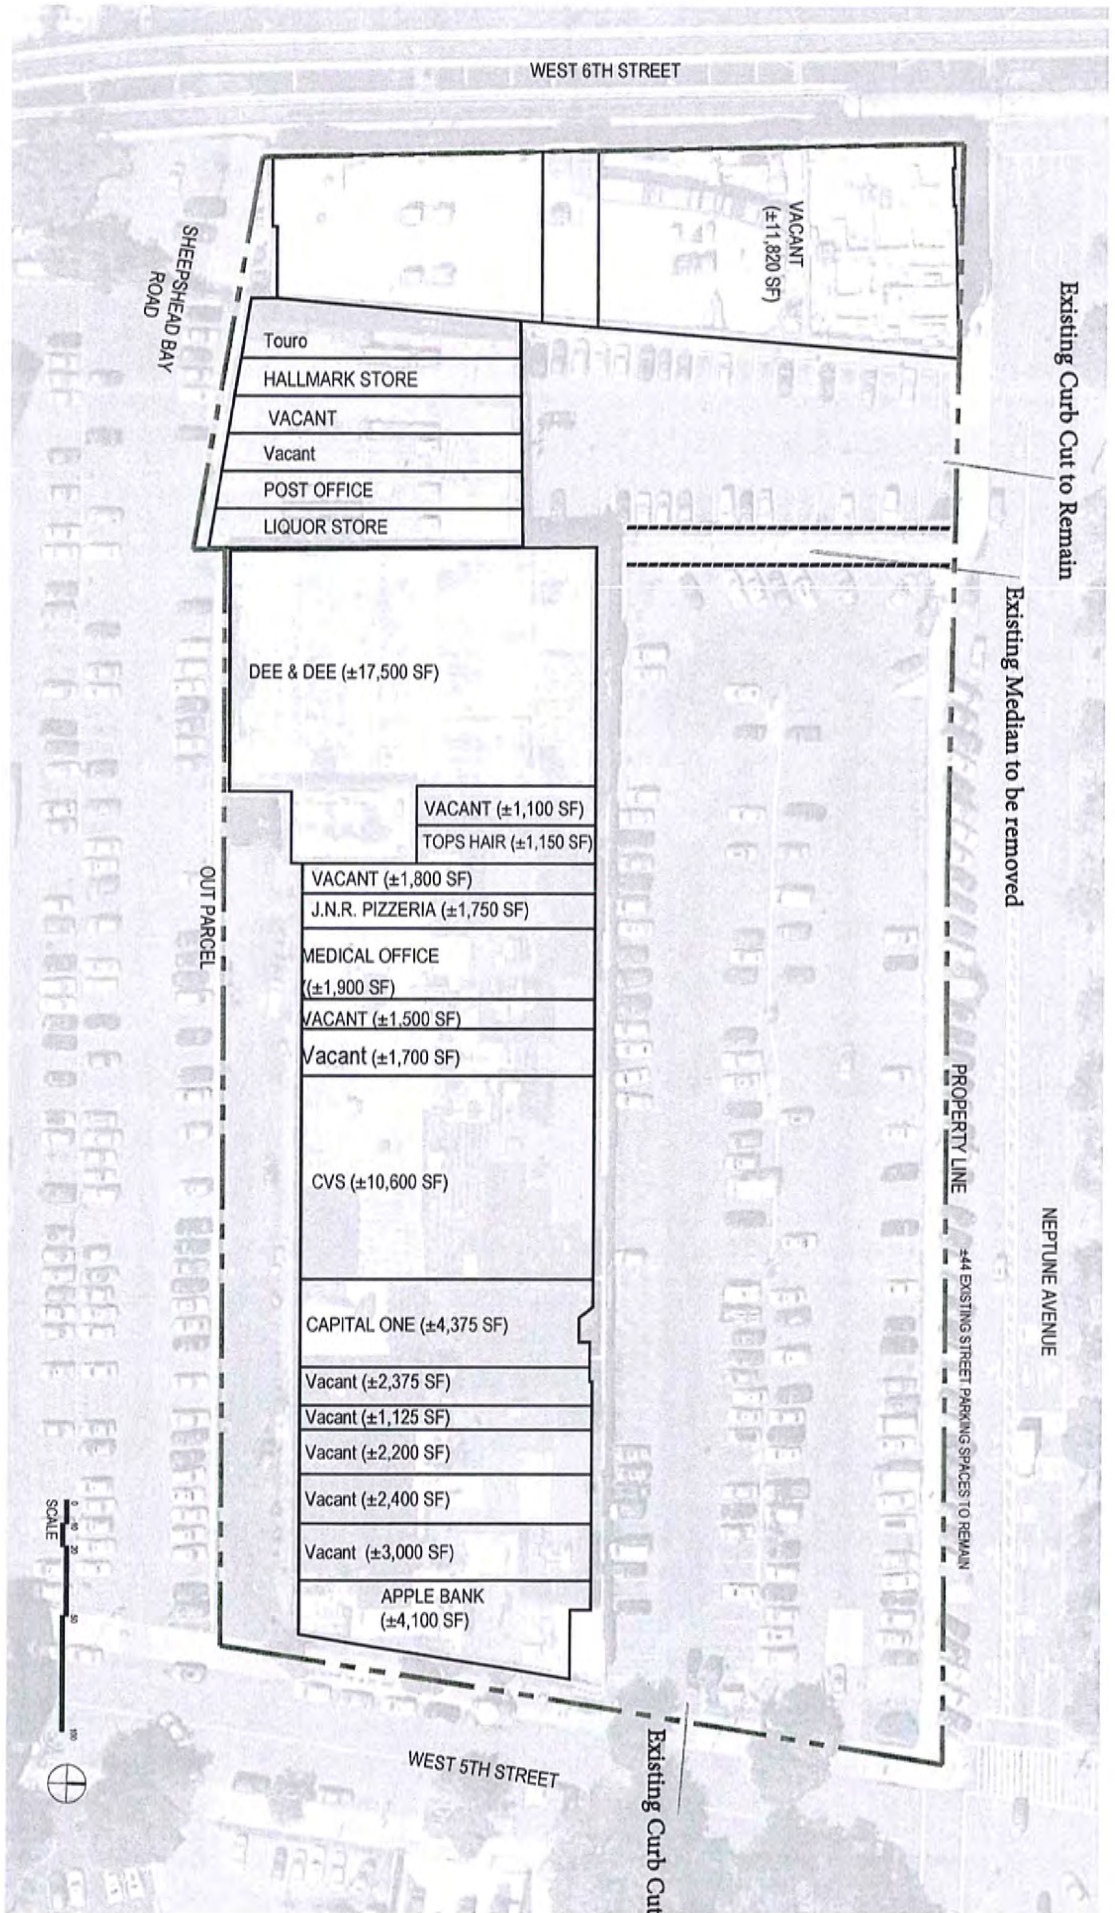 WEST 6TH STREET
VACANT
(±11,820 SF)
SHEEPSHEAD BAY
ROAD
Existing Curb Cut to Remain
Touro
HALLMARK STORE
VACANT
Vacant
POST OFFICE
LIQUOR STORE
Existing Median to be removed
DEE & DEE (±17,500 SF)
VACANT (±1,100 SF)
TOPS HAIR (±1,150 SF)
VACANT (±1,800 SF)
J.N.R. PIZZERIA (±1,750 SF)
OUT PARCEL
MEDICAL OFFICE
((±1,900 SF)
VACANT (±1,500 SF)
Vacant (±1,700 SF)
PROPERTY LINE
CVS (±10,600 SF)
NEPTUNE AVENUE
±44 EXISTING STREET PARKING SPACES TO REMAIN
CAPITAL ONE (±4,375 SF)
Vacant (±2,375 SF)
Vacant (±1,125 SF)
Vacant (±2,200 SF)
Vacant (±2,400 SF)
Vacant (±3,000 SF)
APPLE BANK
(±4,100 SF)
0 10 20 50 100
SCALE
WEST 5TH STREET
Existing Curb Cut